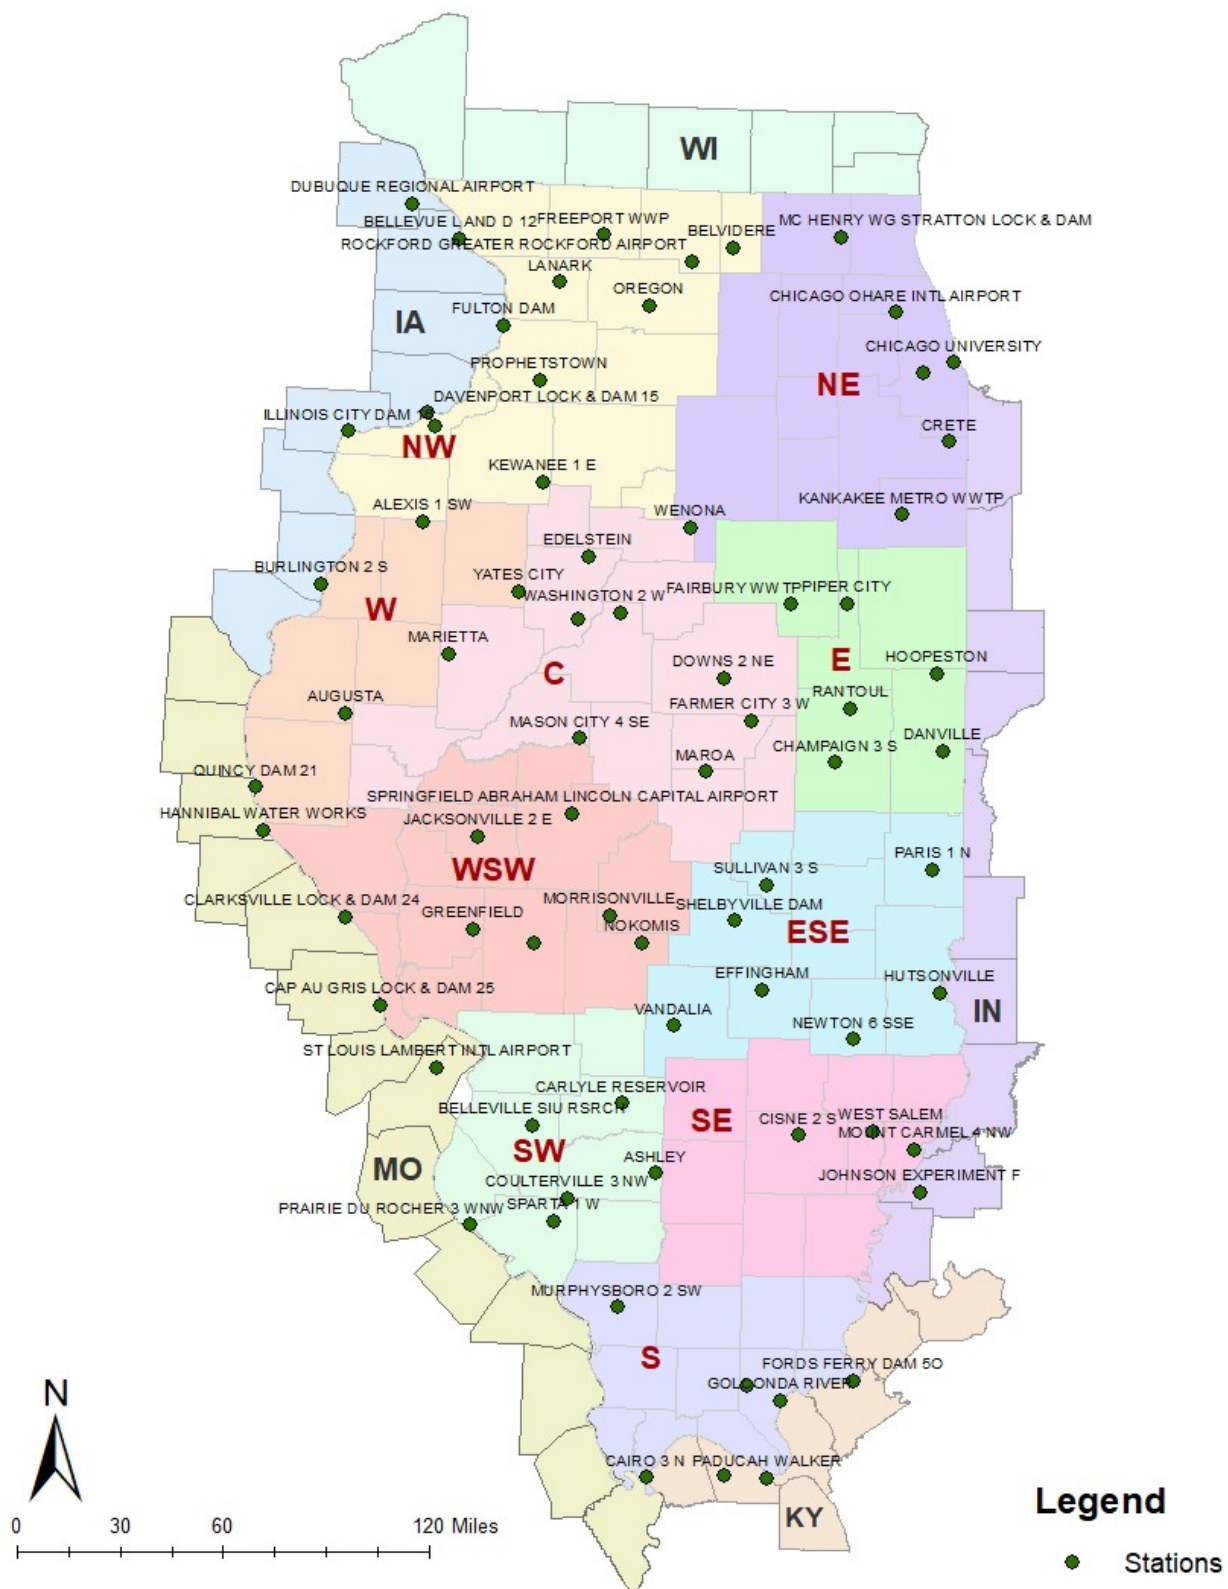 WI
DUBUQUE REGIONAL AIRPORT
BELLEVUE L AND D 12
FREEPORT WWP
MC HENRY WG STRATTON LOCK & DAM
BELVIDERE
ROCKFORD GREATER ROCKFORD AIRPORT
LANARK
OREGON
CHICAGO OHARE INTL AIRPORT
FULTON DAM
IA
CHICAGO UNIVERSITY
PROPHETSTOWN
NE
DAVENPORT LOCK & DAM 15
ILLINOIS CITY DAM 16
CRETE
NW
KEWANEE 1 E
ALEXIS 1 SW
WENONA
KANKAKEE METRO WWTP
EDELSTEIN
BURLINGTON 2 S
YATES CITY
WASHINGTON 2 W
FAIRBURY WWTP
PIPER CITY
W
MARIETTA
C
DOWNS 2 NE
E
HOOPESTON
AUGUSTA
FARMER CITY 3 W
RANTOUL
MASON CITY 4 SE
MAROA
CHAMPAIGN 3 S
DANVILLE
QUINCY DAM 21
SPRINGFIELD ABRAHAM LINCOLN CAPITAL AIRPORT
HANNIBAL WATER WORKS
JACKSONVILLE 2 E
WSW
SULLIVAN 3 S
PARIS 1 N
CLARKSVILLE LOCK & DAM 24
GREENFIELD
MORRISONVILLE
SHELBYVILLE DAM
NOKOMIS
ESE
EFFINGHAM
HUTSONVILLE
CAP AU GRIS LOCK & DAM 25
VANDALIA
NEWTON 6 SSE
IN
ST LOUIS LAMBERT INTL AIRPORT
CARLYLE RESERVOIR
BELLEVILLE SIU RSRCH
SE
CISNE 2 S
WEST SALEM
MOUNT CARMEL 4 NW
SW
MO
ASHLEY
COULTERVILLE 3 NW
JOHNSON EXPERIMENT F
PRAIRIE DU ROCHER 3 WNW
SPARTA 1 W
MURPHYSBORO 2 SW
S
FORDS FERRY DAM 5O
GOLCONDA RIVER
CAIRO 3 N
PADUCAH WALKER
KY
N
0 30 60 120 Miles
Legend
Stations